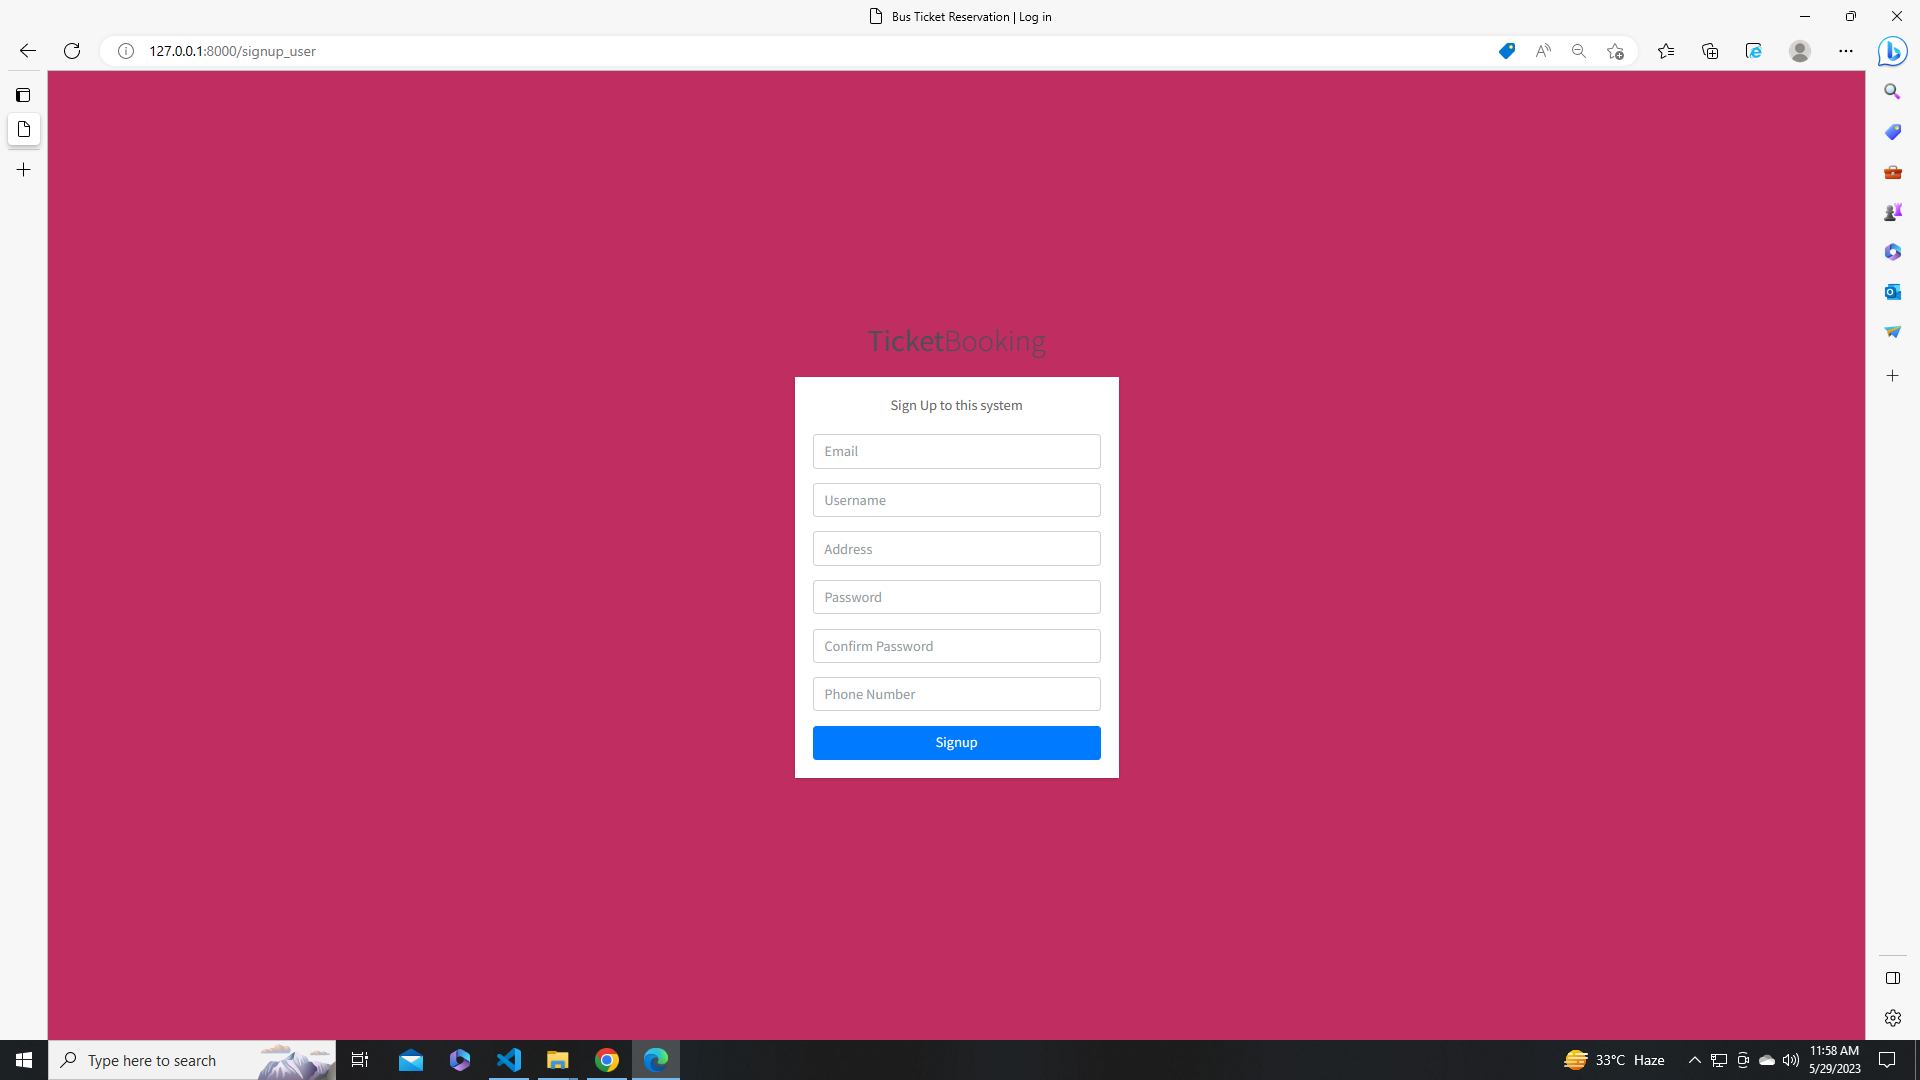 Bus Ticket Reservation | Log in
127.0.0.1:8000/signup_user
TicketBooking
Sign Up to this system
Email
Username
Address
Password
Confirm Password
Phone Number
Signup
Type here to search
33°C Haze
11:58 AM
5/29/2023